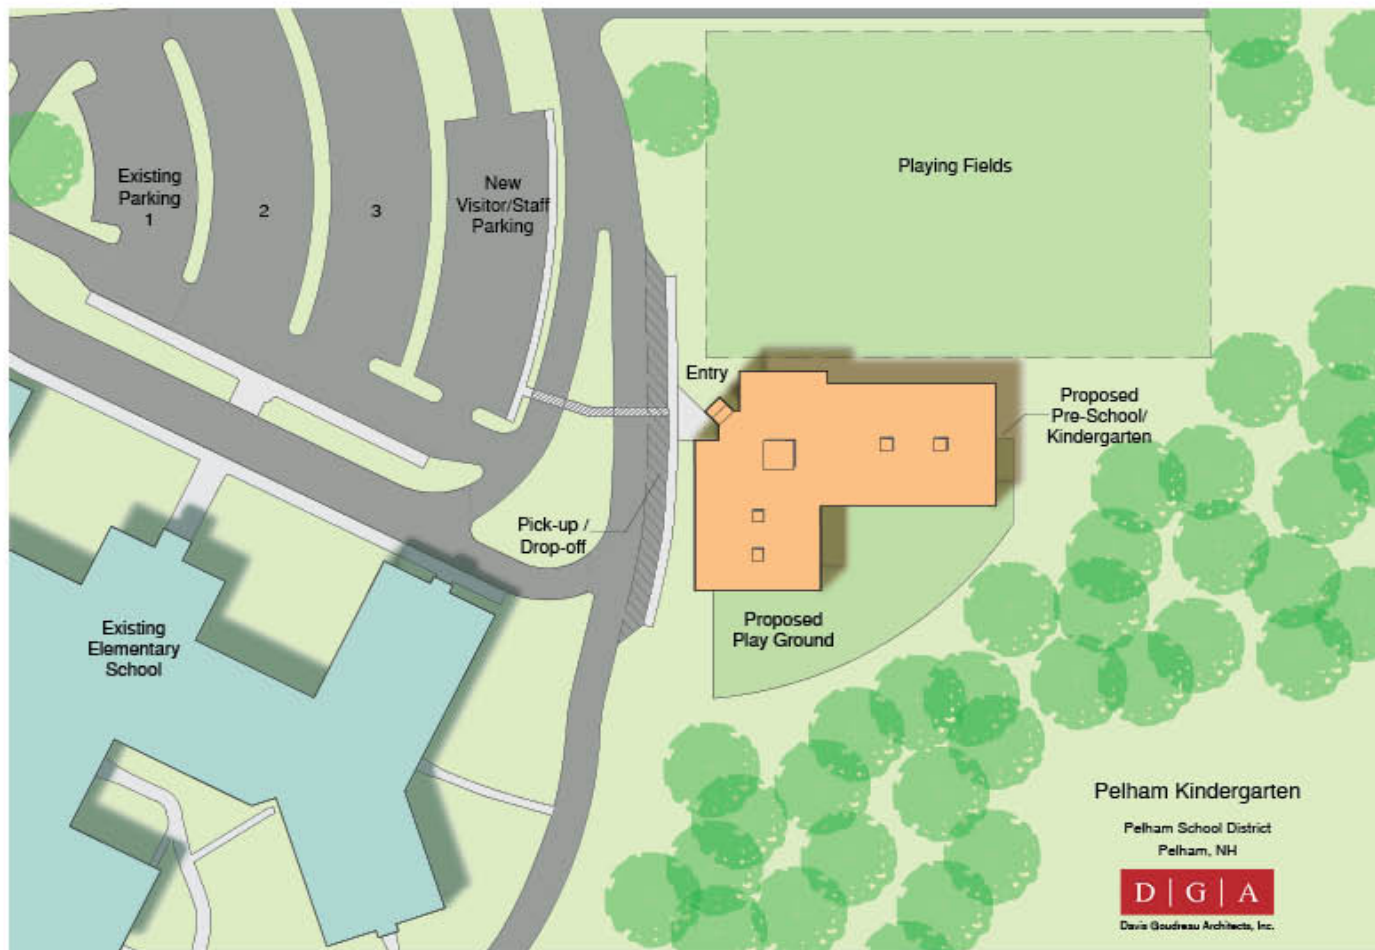 Existing
Parking
1
2
3
New
Visitor/Staff
Parking
Playing Fields
Entry
Proposed
Pre-School/
Kindergarten
Pick-up /
Drop-off
Proposed
Play Ground
Existing
Elementary
School
Pelham Kindergarten
Pelham School District
Pelham, NH
D | G | A
Davis Goudreau Architects, Inc.